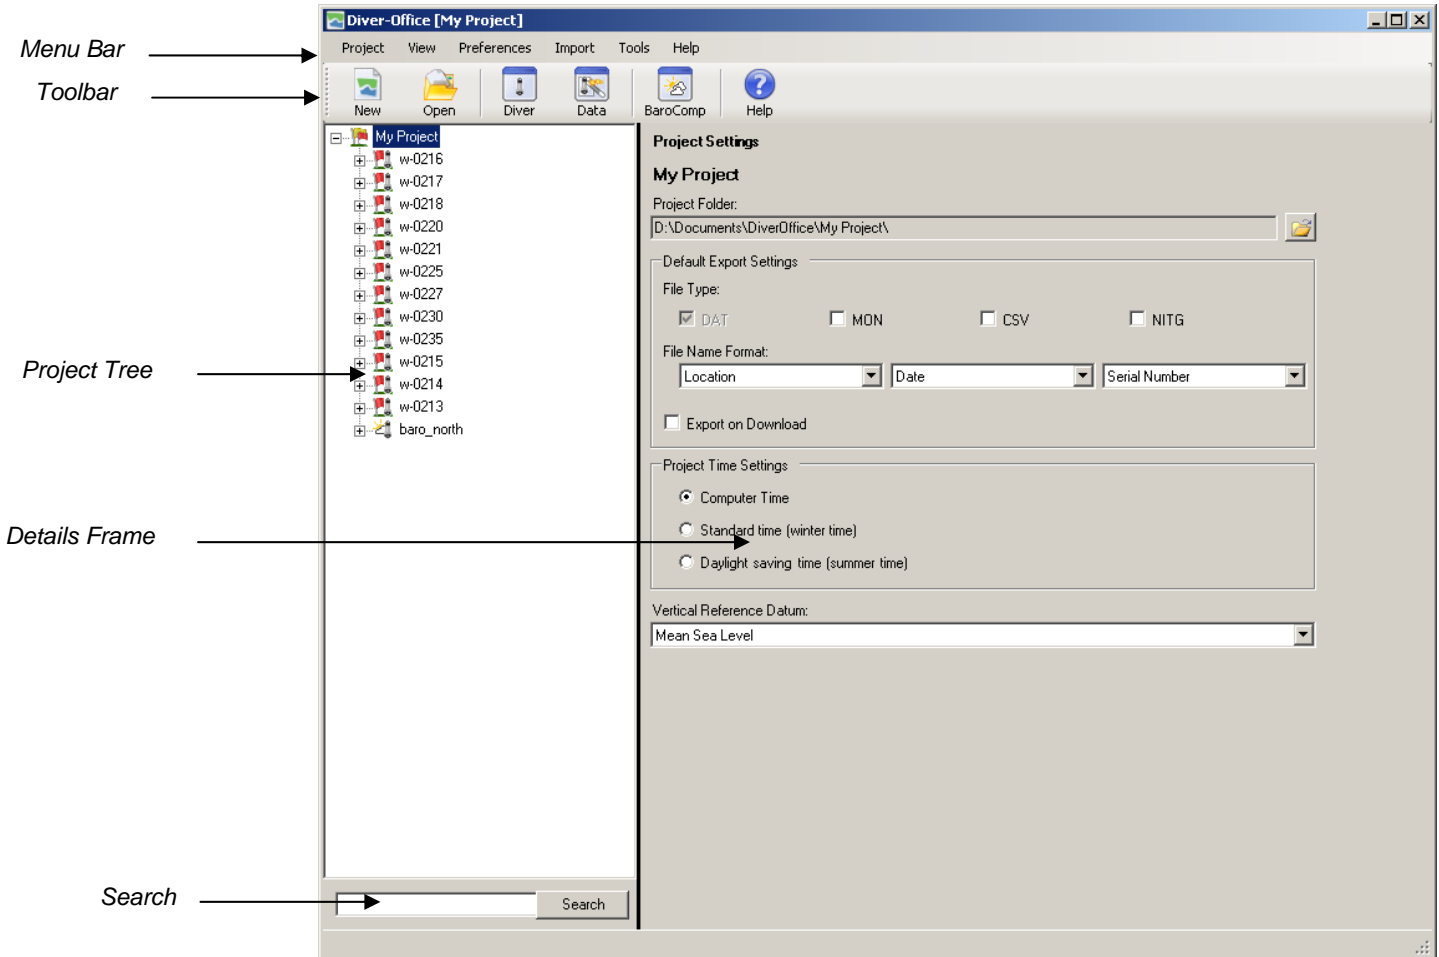 Diver-Office [My Project]
Menu Bar
Project View Preferences Import Tools Help
Toolbar
New Open Diver Data BaroComp Help
My Project
w-0216
w-0217
w-0218
w-0220
w-0221
w-0225
w-0227
w-0230
w-0235
w-0215
w-0214
w-0213
baro_north
Project Tree
Details Frame
Search
Search
Project Settings
My Project
Project Folder:
D:\Documents\DiverOffice\My Project\
Default Export Settings
File Type:
DAT MON CSV NITG
File Name Format:
Location Date Serial Number
Export on Download
Project Time Settings
Computer Time
Standard time (winter time)
Daylight saving time (summer time)
Vertical Reference Datum:
Mean Sea Level